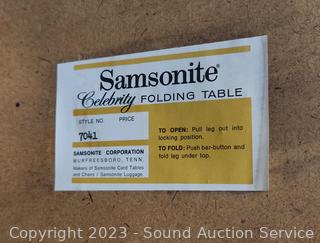 Samsonite®
Celebrity FOLDING TABLE
STYLE NO. PRICE
7041
TO OPEN: Pull leg out into
locking position.
TO FOLD: Push bar-button and
fold leg under top.
SAMSONITE CORPORATION
MURFREESBORO, TENN.
Makers of Samsonite Card Tables
and Chairs / Samsonite Luggage.
Copyright © 2023 - Sound Auction Service